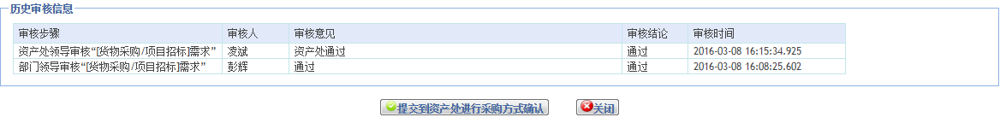 历史审核信息
审核步骤 审核人 审核意见 审核结论 审核时间
资产处领导审核“[货物采购/项目招标]需求” 凌斌 资产处通过 通过 2016-03-08 16:15:34.925
部门领导审核“[货物采购/项目招标]需求” 彭辉 通过 通过 2016-03-08 16:08:25.602
提交到资产处进行采购方式确认 关闭